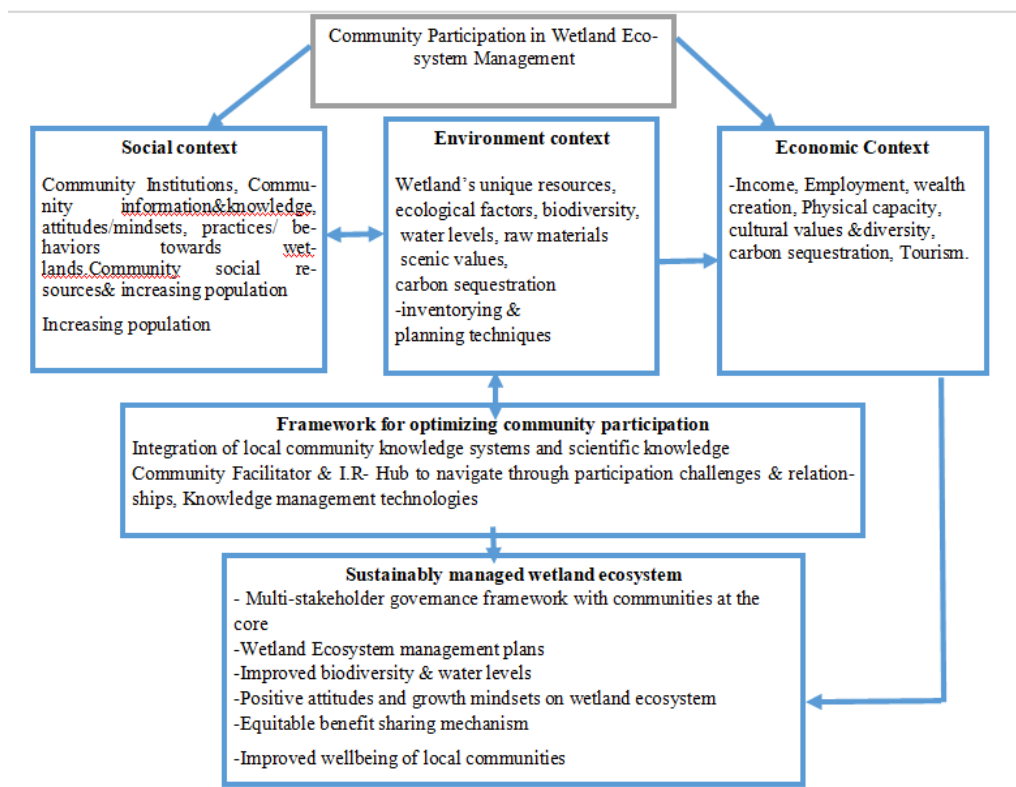 Community Participation in Wetland Eco-
system Management
Social context
Community Institutions, Commu-
nity information&knowledge,
attitudes/mindsets, practices/ be-
haviors towards wet-
lands.Community social re-
sources& increasing population
Increasing population
Environment context
Wetland's unique resources,
ecological factors, biodiversity,
water levels, raw materials
scenic values,
carbon sequestration
-inventorying &
planning techniques
Economic Context
-Income, Employment, wealth
creation, Physical capacity,
cultural values &diversity,
carbon sequestration, Tourism.
Framework for optimizing community participation
Integration of local community knowledge systems and scientific knowledge
Community Facilitator & I.R- Hub to navigate through participation challenges & relation-
ships, Knowledge management technologies
Sustainably managed wetland ecosystem
- Multi-stakeholder governance framework with communities at the
core
-Wetland Ecosystem management plans
-Improved biodiversity & water levels
-Positive attitudes and growth mindsets on wetland ecosystem
-Equitable benefit sharing mechanism
-Improved wellbeing of local communities